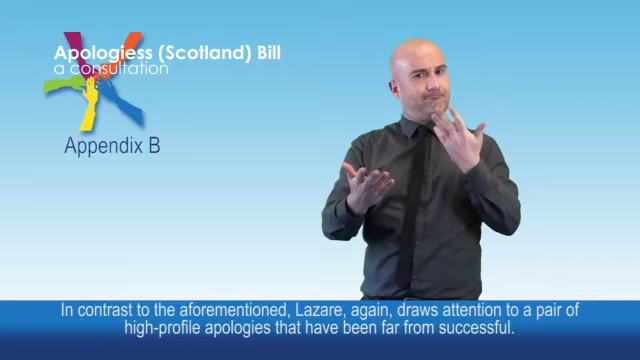 Apologiess (Scotland) Bill
a consultation
Appendix B
In contrast to the aforementioned, Lazare, again, draws attention to a pair of
high-profile apologies that have been far from successful.